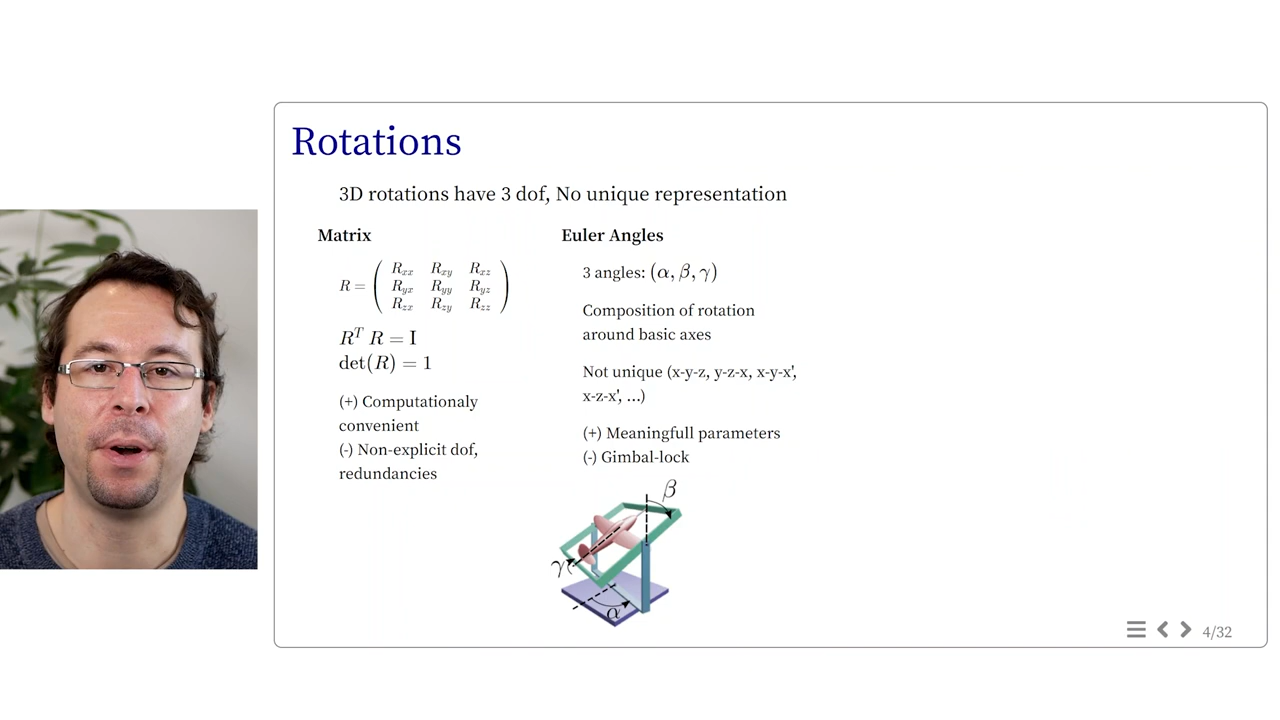 Rotations
3D rotations have 3 dof, No unique representation
Matrix
R = ( Rxx Rxy Rxz
Ryx Ryy Ryz
Rzx Rzy Rzz )
R^T R = I
det(R) = 1
(+) Computationaly
convenient
(-) Non-explicit dof,
redundancies
Euler Angles
3 angles: (α, β, γ)
Composition of rotation
around basic axes
Not unique (x-y-z, y-z-x, x-y-x',
x-z-x', ...)
(+) Meaningfull parameters
(-) Gimbal-lock
β
γ
α
4/32